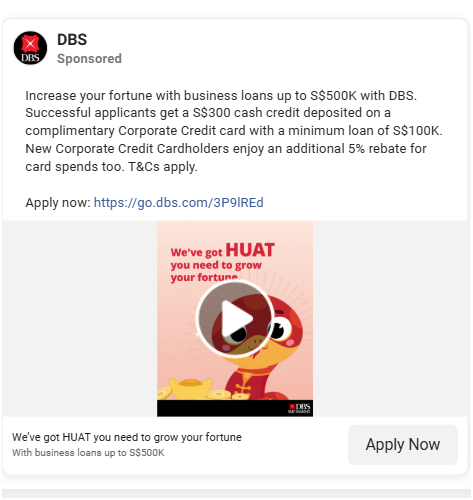 DBS
DBS
Sponsored
Increase your fortune with business loans up to S$500K with DBS.
Successful applicants get a S$300 cash credit deposited on a
complimentary Corporate Credit card with a minimum loan of S$100K.
New Corporate Credit Cardholders enjoy an additional 5% rebate for
card spends too. T&Cs apply.
Apply now: https://go.dbs.com/3P9lREd
We've got HUAT
you need to grow
your fortune
DBS
We've got HUAT you need to grow your fortune
With business loans up to S$500K
Apply Now